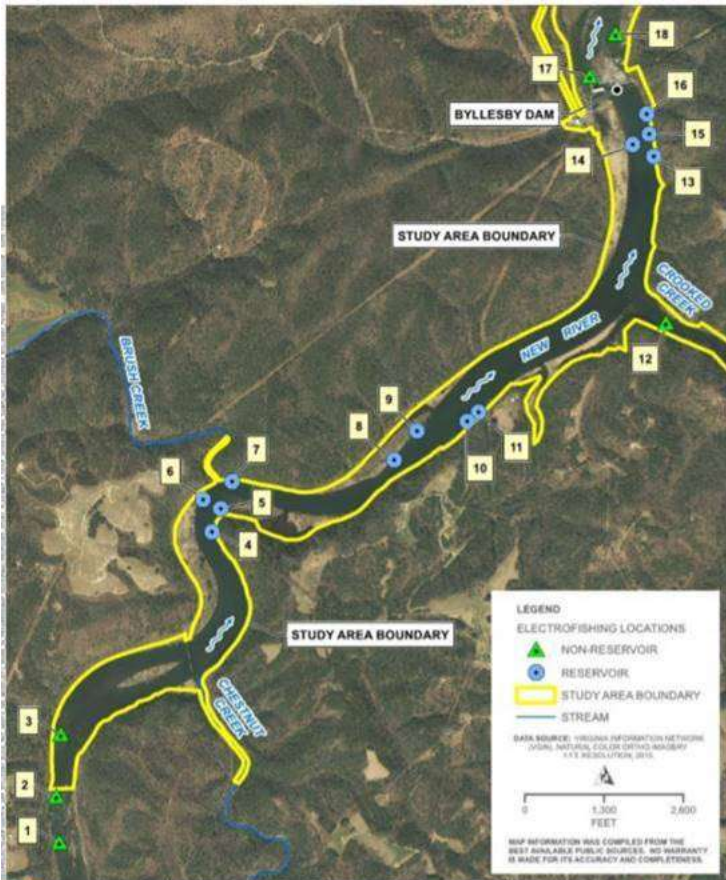 18
17
16
BYLLESBY DAM
15
14
13
STUDY AREA BOUNDARY
CROOKED
CREEK
NEW RIVER
12
BRUSH CREEK
9
8
11
10
7
6
5
4
STUDY AREA BOUNDARY
CHESTNUT
CREEK
3
2
1
LEGEND
ELECTROFISHING LOCATIONS
NON-RESERVOIR
RESERVOIR
STUDY AREA BOUNDARY
STREAM
DATA SOURCE: VIRGINIA INFORMATION NETWORK
(VGIN), NATURAL COLOR ORTHO IMAGERY
RESOLUTION, 2015.
0 1,300 2,600
FEET
MAP INFORMATION WAS COMPILED FROM THE
BEST AVAILABLE PUBLIC SOURCES. NO WARRANTY
IS MADE FOR ITS ACCURACY AND COMPLETENESS.